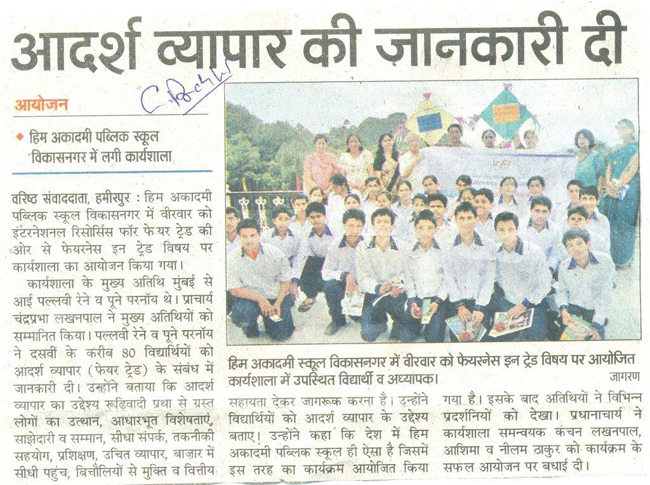 आदर्श व्यापार की जानकारी दी
आयोजन
हिम अकादमी पब्लिक स्कूल
विकासनगर में लगी कार्यशाला
वरिष्ठ संवाददाता, हमीरपुर : हिम अकादमी
पब्लिक स्कूल विकासनगर में वीरवार को
इंटरनेशनल रिसोर्सिस फॉर फेयर ट्रेड की
ओर से फेयरनेस इन ट्रेड विषय पर
कार्यशाला का आयोजन किया गया।
कार्यशाला के मुख्य अतिथि मुंबई से
आई पल्लवी रेने व पूने परनॉय थे। प्राचार्य
चंद्रप्रभा लखनपाल ने मुख्य अतिथियों को
सम्मानित किया। पल्लवी रेने व पूने परनॉय
ने दसवीं के करीब 80 विद्यार्थियों को
आदर्श व्यापार (फेयर ट्रेड) के संबंध में
जानकारी दी। उन्होंने बताया कि आदर्श
व्यापार का उद्देश्य रूढ़िवादी प्रथा से ग्रस्त
लोगों का उत्थान, आधारभूत विशेषताएं,
साझेदारी व सम्मान, सीधा संपर्क, तकनीकी
सहयोग, प्रशिक्षण, उचित व्यापार, बाजार में
सीधी पहुंच, बिचौलियों से मुक्ति व वित्तीय
हिम अकादमी स्कूल विकासनगर में वीरवार को फेयरनेस इन ट्रेड विषय पर आयोजित
कार्यशाला में उपस्थित विद्यार्थी व अध्यापक।
जागरण
सहायता देकर जागरूक करना है। उन्होंने
विद्यार्थियों को आदर्श व्यापार के उद्देश्य
बताए! उन्होंने कहा कि देश में हिम
अकादमी पब्लिक स्कूल ही ऐसा है जिसमें
इस तरह का कार्यक्रम आयोजित किया
गया है। इसके बाद अतिथियों ने विभिन्न
प्रदर्शनियों को देखा। प्रधानाचार्य ने
कार्यशाला समन्वयक कंचन लखनपाल,
आशिमा व नीलम ठाकुर को कार्यक्रम के
सफल आयोजन पर बधाई दी।